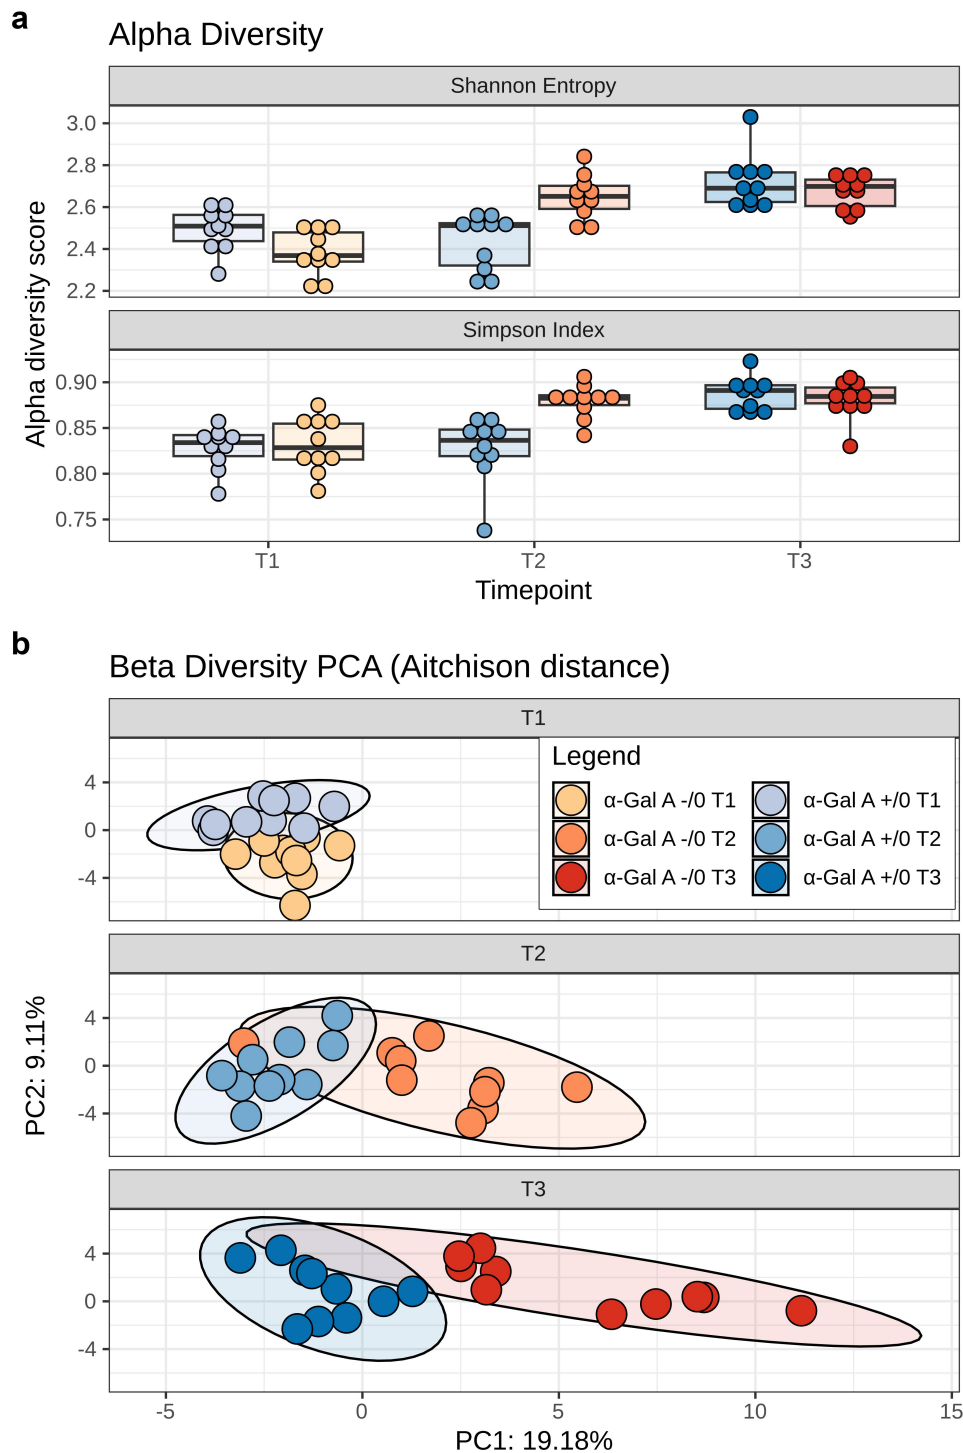 a
Alpha Diversity
Shannon Entropy
3.0
2.8
2.6
2.4
2.2
Simpson Index
0.90
0.85
0.80
0.75
Alpha diversity score
T1 T2 T3
Timepoint
b
Beta Diversity PCA (Aitchison distance)
T1
4
0
-4
Legend
α-Gal A -/0 T1 α-Gal A +/0 T1
α-Gal A -/0 T2 α-Gal A +/0 T2
α-Gal A -/0 T3 α-Gal A +/0 T3
T2
4
0
-4
PC2: 9.11%
T3
4
0
-4
-5 0 5 10 15
PC1: 19.18%